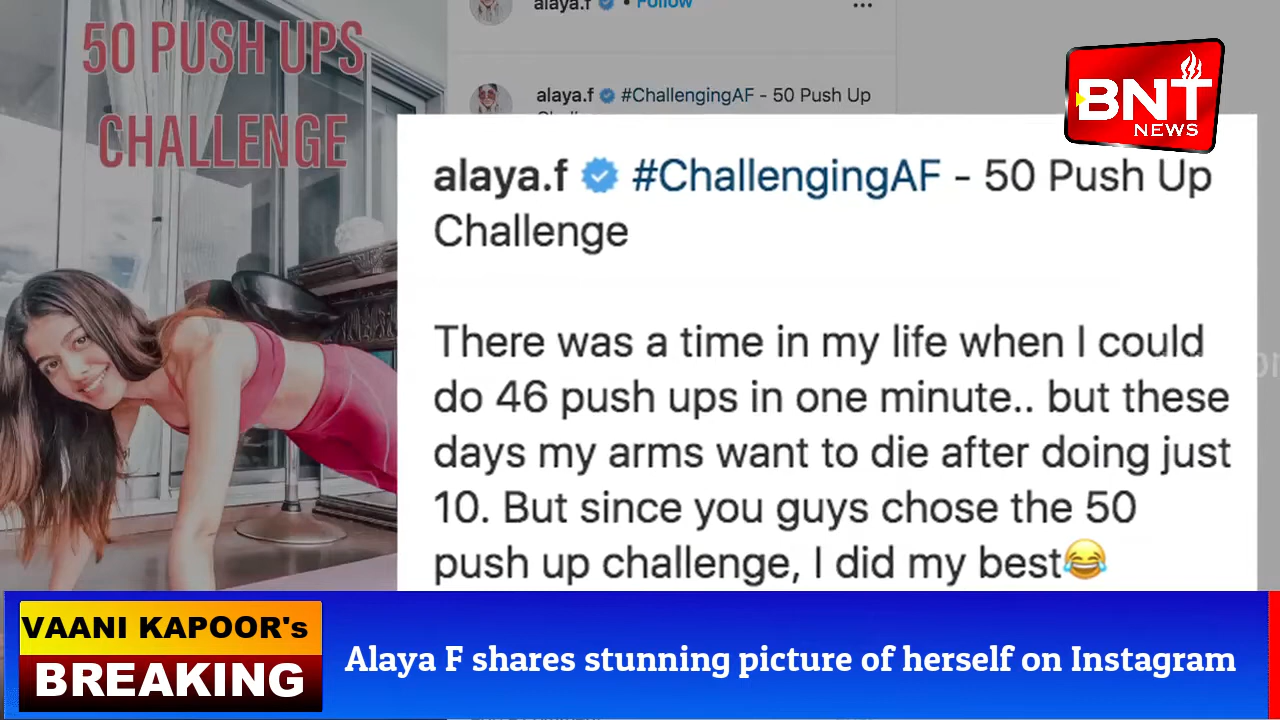 50 PUSH UPS
CHALLENGE
alaya.f • Follow
alaya.f #ChallengingAF - 50 Push Up
BNT
NEWS
alaya.f #ChallengingAF - 50 Push Up
Challenge
There was a time in my life when I could
do 46 push ups in one minute.. but these
days my arms want to die after doing just
10. But since you guys chose the 50
push up challenge, I did my best😂
VAANI KAPOOR's
BREAKING
Alaya F shares stunning picture of herself on Instagram